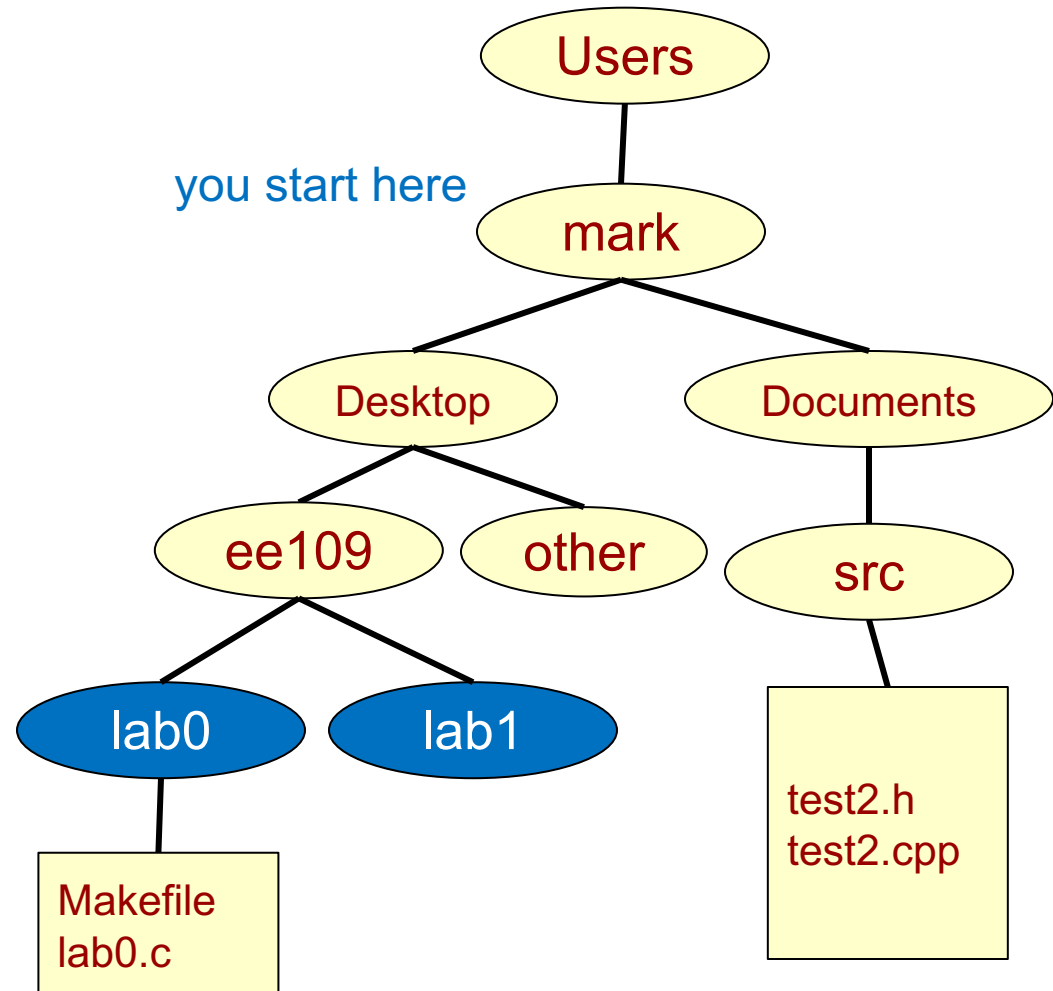 Users
you start here
mark
Desktop
Documents
ee109
other
src
lab0
lab1
test2.h
test2.cpp
Makefile
lab0.c